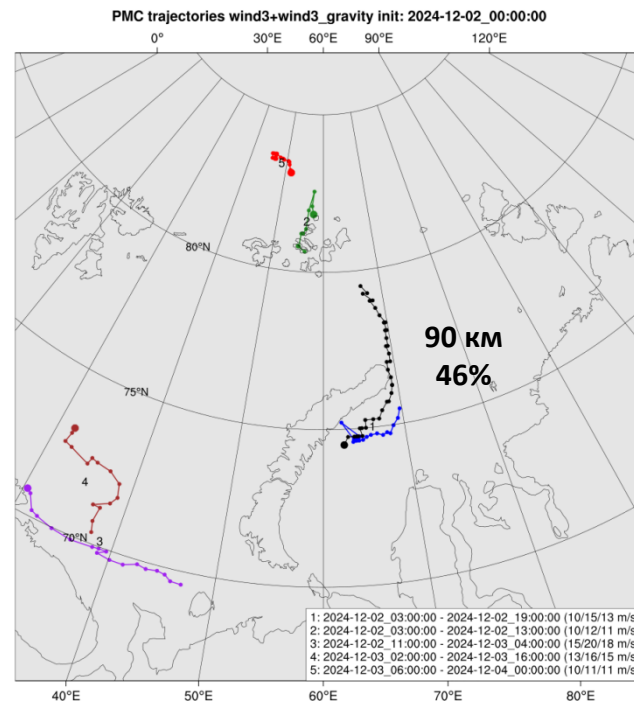 PMC trajectories wind3+wind3_gravity init: 2024-12-02_00:00:00
0° 30°E 60°E 90°E 120°E
5
2
80°N
90 км
46%
75°N
1
4
70°N
3
1: 2024-12-02_03:00:00 - 2024-12-02_19:00:00 (10/15/13 m/s
2: 2024-12-02_03:00:00 - 2024-12-02_13:00:00 (10/12/11 m/s
3: 2024-12-02_11:00:00 - 2024-12-03_04:00:00 (15/20/18 m/s
4: 2024-12-03_02:00:00 - 2024-12-03_16:00:00 (13/16/15 m/s
5: 2024-12-03_06:00:00 - 2024-12-04_00:00:00 (10/11/11 m/s
40°E 50°E 60°E 70°E 80°E